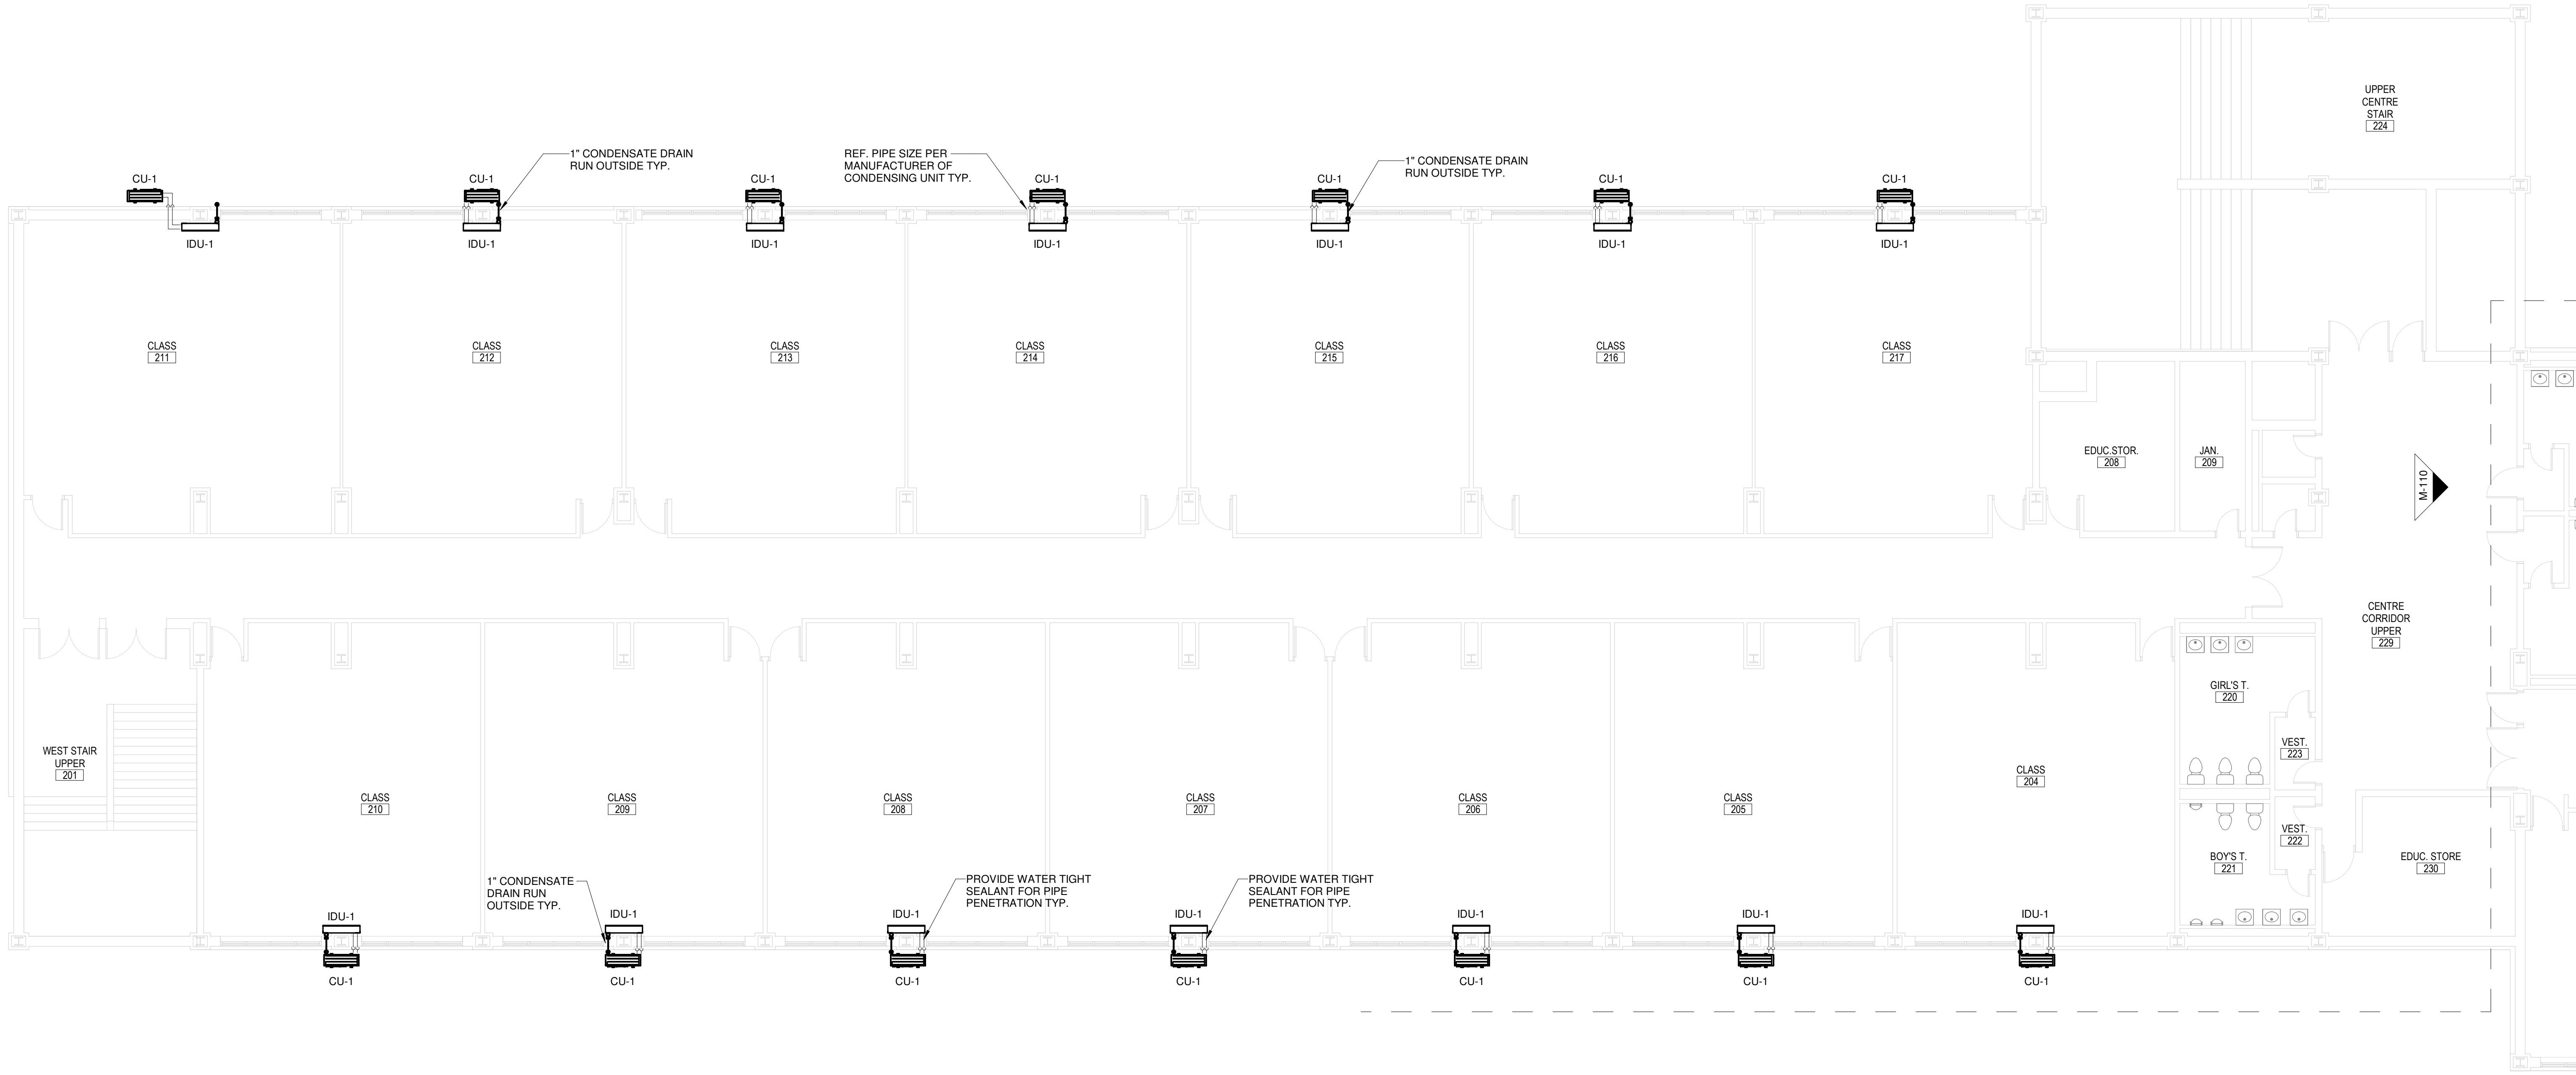 UPPER
CENTRE
STAIR
224
1" CONDENSATE DRAIN
RUN OUTSIDE TYP.
REF. PIPE SIZE PER
MANUFACTURER OF
CONDENSING UNIT TYP.
1" CONDENSATE DRAIN
RUN OUTSIDE TYP.
CU-1
CU-1
CU-1
CU-1
CU-1
CU-1
CU-1
IDU-1
IDU-1
IDU-1
IDU-1
IDU-1
IDU-1
IDU-1
CLASS
211
CLASS
212
CLASS
213
CLASS
214
CLASS
215
CLASS
216
CLASS
217
EDUC.STOR.
208
JAN.
209
M-110
CENTRE
CORRIDOR
UPPER
229
GIRL'S T.
220
VEST.
223
WEST STAIR
UPPER
201
CLASS
210
CLASS
209
CLASS
208
CLASS
207
CLASS
206
CLASS
205
CLASS
204
VEST.
222
BOY'S T.
221
EDUC. STORE
230
1" CONDENSATE
DRAIN RUN
OUTSIDE TYP.
PROVIDE WATER TIGHT
SEALANT FOR PIPE
PENETRATION TYP.
PROVIDE WATER TIGHT
SEALANT FOR PIPE
PENETRATION TYP.
IDU-1
IDU-1
IDU-1
IDU-1
IDU-1
IDU-1
IDU-1
CU-1
CU-1
CU-1
CU-1
CU-1
CU-1
CU-1